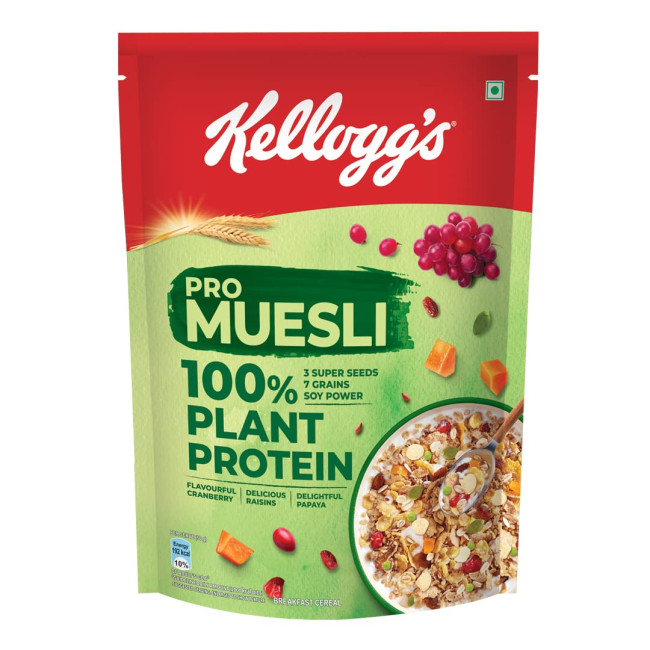 Kellogg's®
PRO
MUESLI
100%
3 SUPER SEEDS
7 GRAINS
SOY POWER
PLANT
PROTEIN
FLAVOURFUL
CRANBERRY
DELICIOUS
RAISINS
DELIGHTFUL
PAPAYA
Energy
192 kcal
10%
BREAKFAST CEREAL